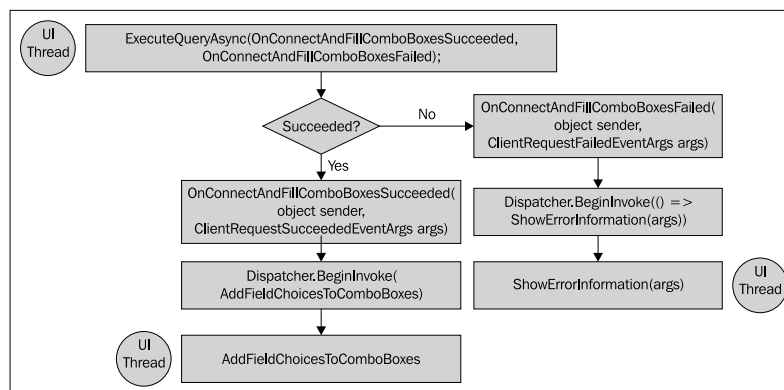 UI
Thread
ExecuteQueryAsync(OnConnectAndFillComboBoxesSucceeded,
OnConnectAndFillComboBoxesFailed);
Succeeded?
No
Yes
OnConnectAndFillComboBoxesFailed(
object sender,
ClientRequestFailedEventArgs args)
OnConnectAndFillComboBoxesSucceeded(
object sender,
ClientRequestSucceededEventArgs args)
Dispatcher.BeginInvoke(() =>
ShowErrorInformation(args))
Dispatcher.BeginInvoke(
AddFieldChoicesToComboBoxes)
ShowErrorInformation(args)
UI
Thread
UI
Thread
AddFieldChoicesToComboBoxes